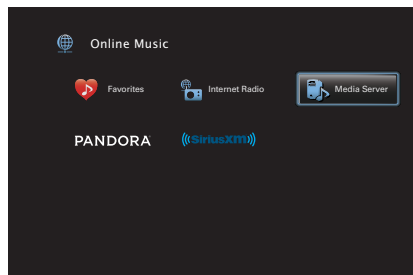 Online Music
Favorites
Internet Radio
Media Server
PANDORA
((SiriusXM))